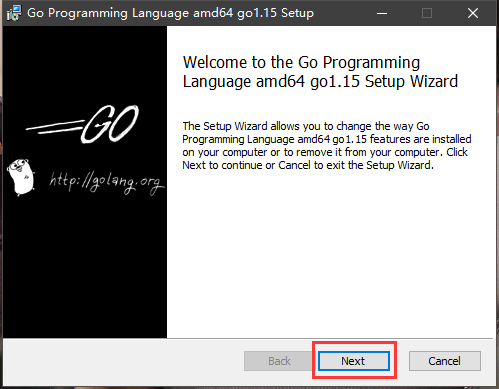 Go Programming Language amd64 go1.15 Setup
Welcome to the Go Programming
Language amd64 go1.15 Setup Wizard
The Setup Wizard allows you to change the way Go
Programming Language amd64 go1.15 features are installed
on your computer or to remove it from your computer. Click
Next to continue or Cancel to exit the Setup Wizard.
GO
http://golang.org
Back
Next
Cancel